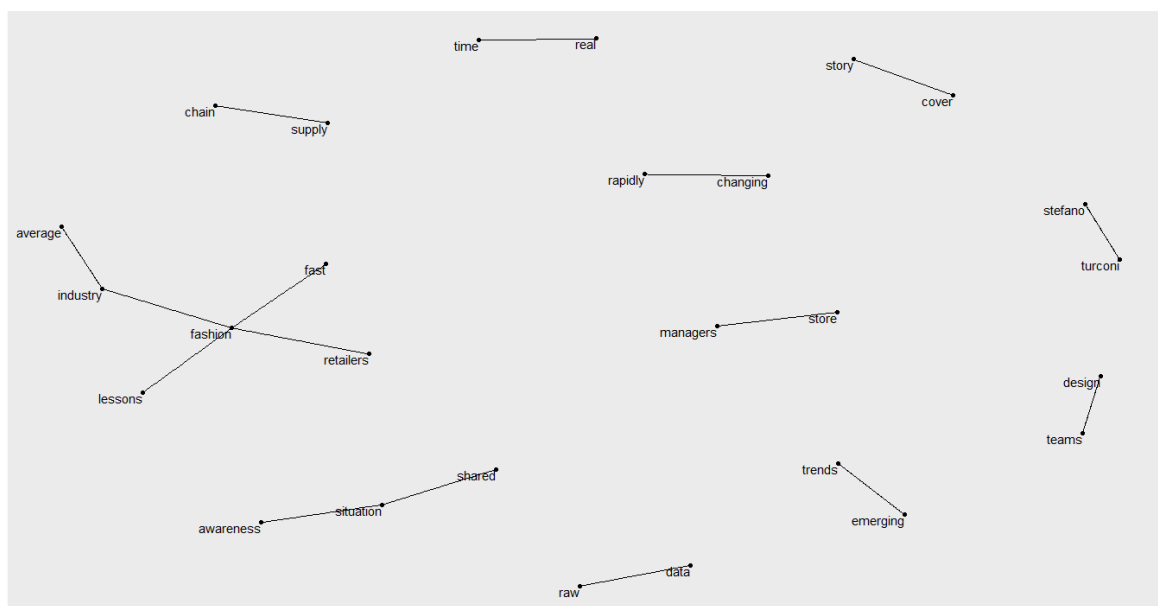 time
real
story
cover
chain
supply
rapidly
changing
stefano
average
fast
turconi
industry
store
managers
fashion
retailers
design
lessons
teams
trends
shared
situation
emerging
awareness
data
raw